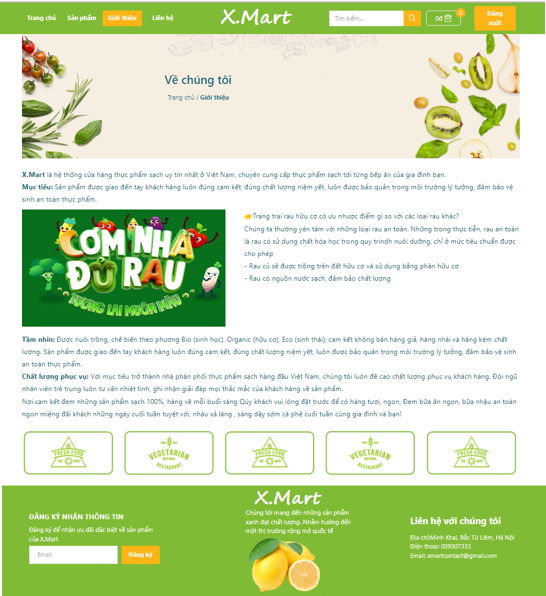 Trang chủ Sản phẩm Giới thiệu Liên hệ X.Mart Tìm kiếm... 0đ 0 Đăng xuất
Về chúng tôi
Trang chủ / Giới thiệu
X.Mart là hệ thống cửa hàng thực phẩm sạch uy tín nhất ở Việt Nam, chuyên cung cấp thực phẩm sạch tới từng bếp ăn của gia đình bạn.
Mục tiêu: Sản phẩm được giao đến tay khách hàng luôn đúng cam kết, đúng chất lượng niêm yết, luôn được bảo quản trong môi trường lý tưởng, đảm bảo vệ
sinh an toàn thực phẩm.
CƠM NHÀ
ĐỦ RAU
TƯƠNG LAI MUÔN MÀU
👉Trang trại rau hữu cơ có ưu nhược điểm gì so với các loại rau khác?
Chúng ta thường yên tâm với những loại rau an toàn. Nhưng trong thực tiễn, rau an toàn
là rau có sử dụng chất hóa học trong quy trình nuôi dưỡng, chỉ ở mức tiêu chuẩn được
cho phép
- Rau củ sẽ được trồng trên đất hữu cơ và sử dụng bằng phân hữu cơ
- Rau có nguồn nước sạch, đảm bảo chất lượng
Tầm nhìn: Được nuôi trồng, chế biến theo phương Bio (sinh học), Organic (hữu cơ), Eco (sinh thái); cam kết không bán hàng giả, hàng nhái và hàng kém chất
lượng. Sản phẩm được giao đến tay khách hàng luôn đúng cam kết, đúng chất lượng niêm yết, luôn được bảo quản trong môi trường lý tưởng, đảm bảo vệ sinh
an toàn thực phẩm.
Chất lượng phục vụ: Với mục tiêu trở thành nhà phân phối thực phẩm sạch hàng đầu Việt Nam, chúng tôi luôn đề cao chất lượng phục vụ khách hàng. Đội ngũ
nhân viên trẻ trung luôn tư vấn nhiệt tình, ghi nhận giải đáp mọi thắc mắc của khách hàng về sản phẩm.
Nơi cam kết đem những sản phẩm sạch 100%, hàng về mỗi buổi sáng Qúy khách vui lòng đặt trước để có hàng tươi, ngon, Đem bữa ăn ngon, bữa nhậu an toàn
ngon miệng đãi khách những ngày cuối tuần tuyệt vời, nhậu xả láng , sáng dậy sớm cà phê cuối tuần cùng gia đình và bạn!
FRESH FOOD VEGETARIAN FRESH FOOD VEGETARIAN FRESH FOOD
NATURAL NATURAL
RESTAURANT RESTAURANT
X.Mart
ĐĂNG KÝ NHẬN THÔNG TIN
Đăng ký để nhận ưu đãi đặc biệt về sản phẩm
của X.Mart
Email Đăng ký
Chúng tôi mang đến những sản phẩm
xanh đạt chất lượng. Nhằm hướng đến
một thị trường rộng mở quốc tế
Liên hệ với chúng tôi
Địa chỉ:Minh Khai, Bắc Từ Liêm, Hà Nội
Điện thoại: 039307333
Email: smartcontact@gmail.com